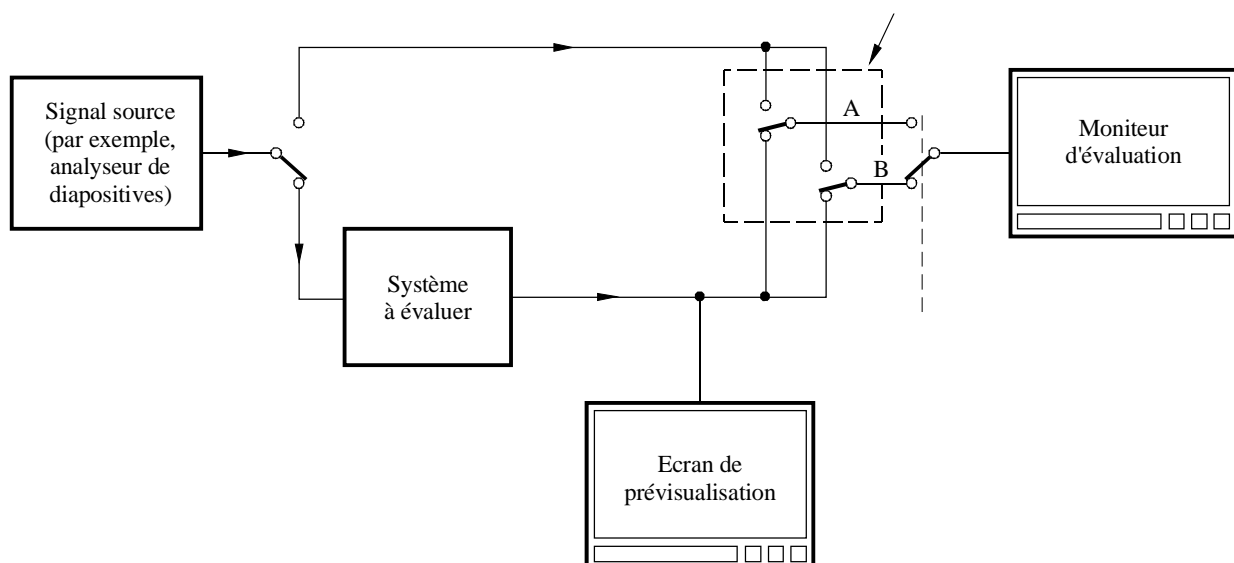 Signal source
(par exemple,
analyseur de
diapositives)
A
B
Moniteur
d'évaluation
Système
à évaluer
Ecran de
prévisualisation